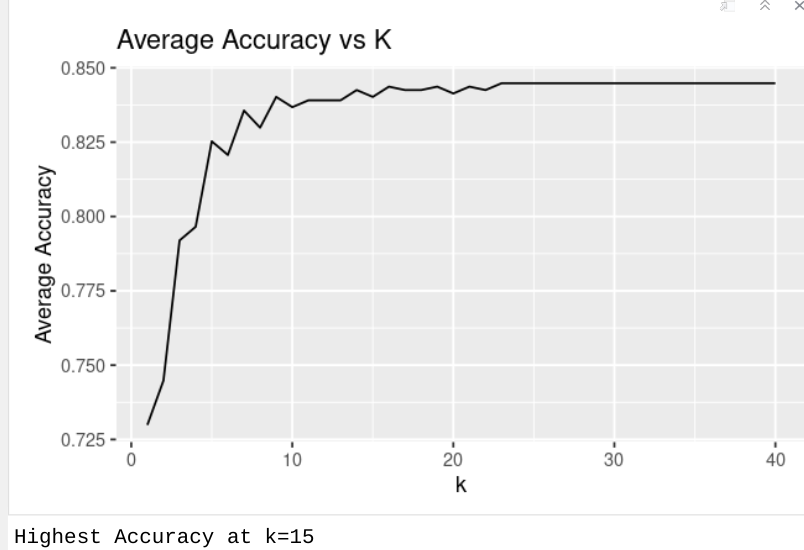 Average Accuracy vs K
0.850
0.825
0.800
0.775
0.750
0.725
Average Accuracy
0 10 20 30 40
k
Highest Accuracy at k=15